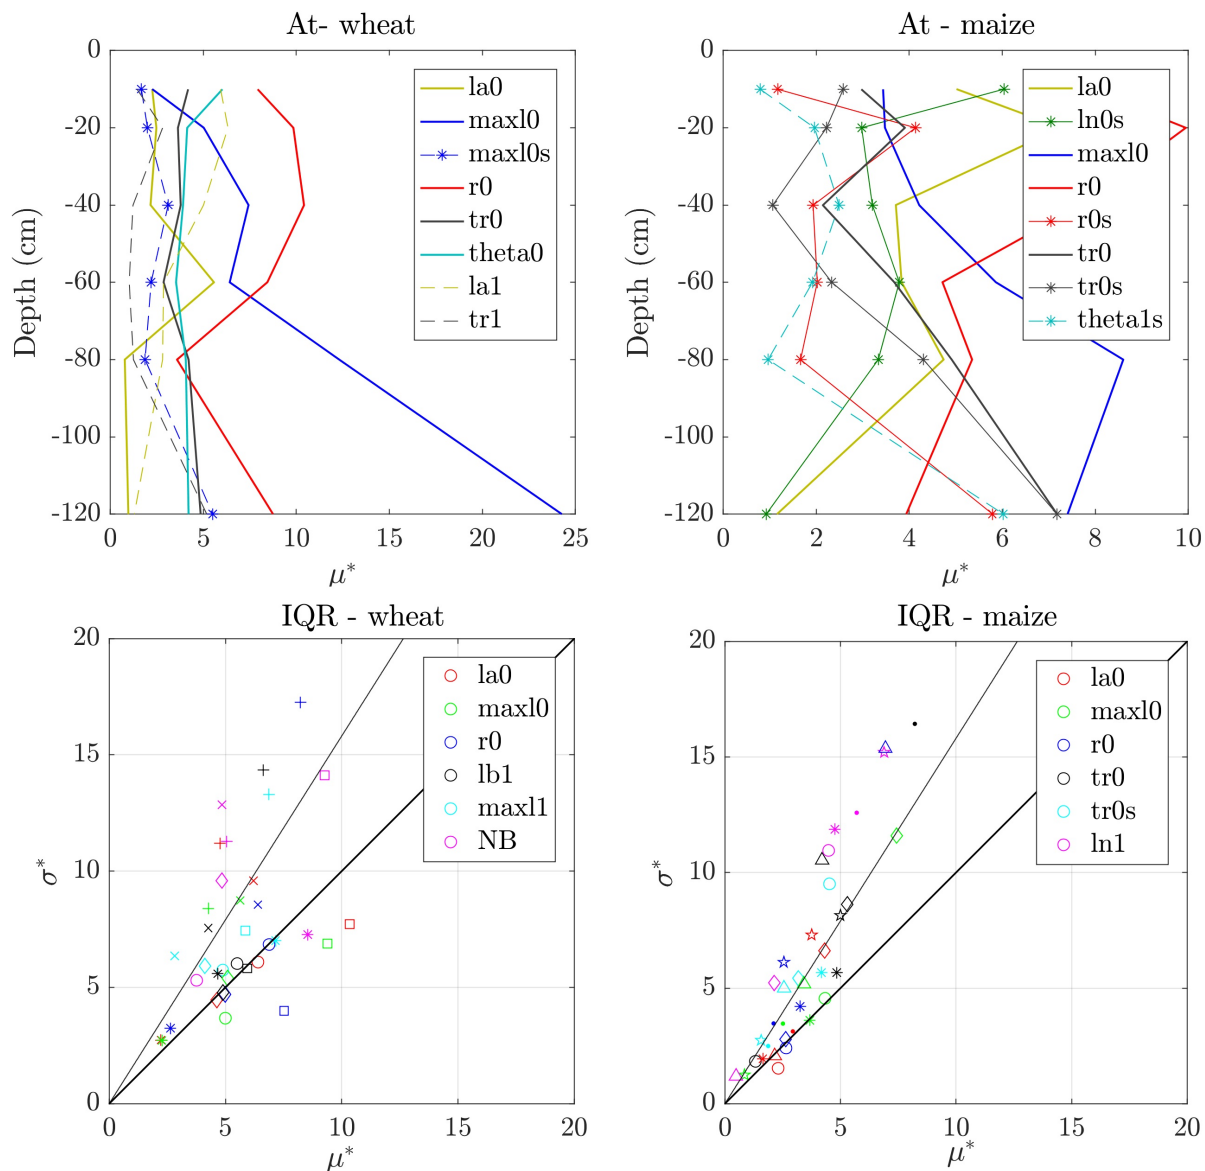 At- wheat
0
-20
-40
-60
-80
-100
-120
Depth (cm)
la0
maxl0
maxl0s
r0
tr0
theta0
la1
tr1
0 5 10 15 20 25
μ*
At - maize
0
-20
-40
-60
-80
-100
-120
Depth (cm)
la0
ln0s
maxl0
r0
r0s
tr0
tr0s
theta1s
0 2 4 6 8 10
μ*
IQR - wheat
20
15
10
5
0
σ*
la0
maxl0
r0
lb1
maxl1
NB
0 5 10 15 20
μ*
IQR - maize
20
15
10
5
0
σ*
la0
maxl0
r0
tr0
tr0s
ln1
0 5 10 15 20
μ*